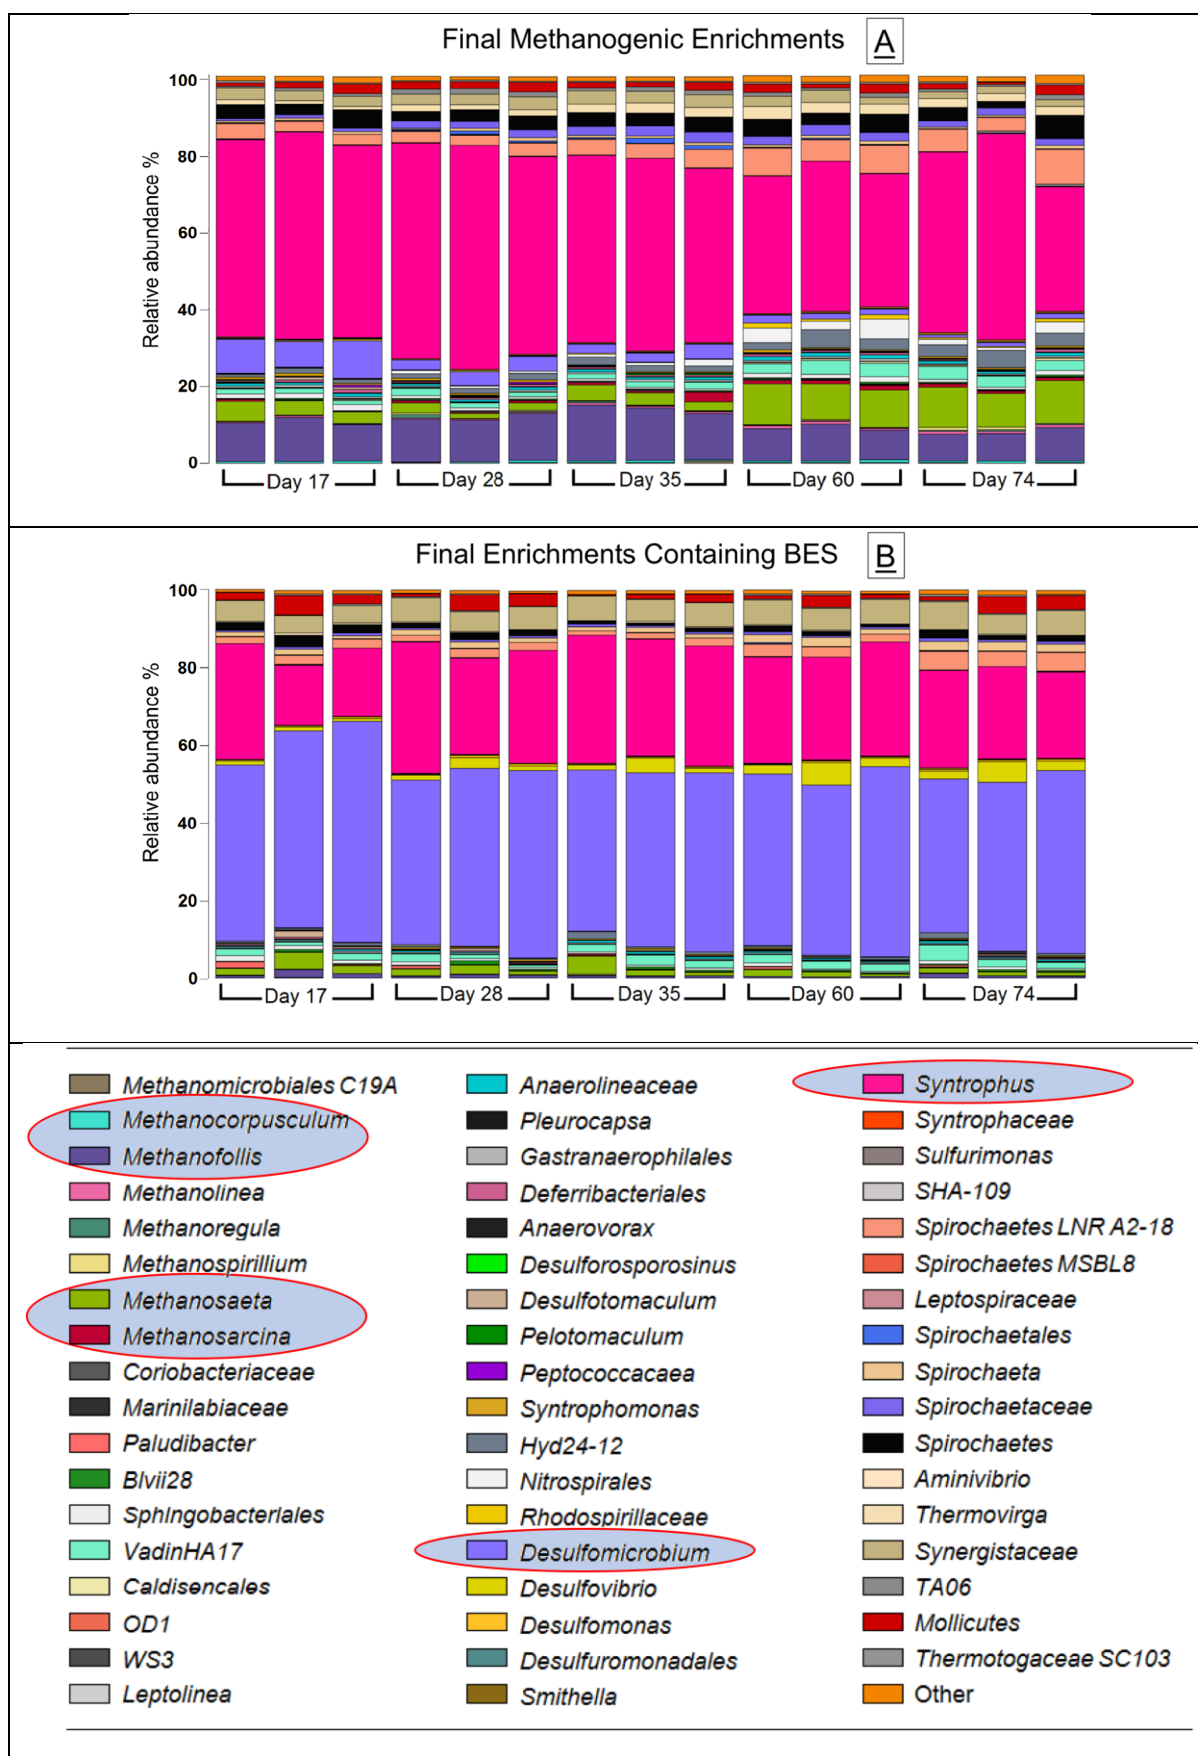 Final Methanogenic Enrichments A
Relative abundance %
100
80
60
40
20
0
Day 17 Day 28 Day 35 Day 60 Day 74
Final Enrichments Containing BES B
Relative abundance %
100
80
60
40
20
0
Day 17 Day 28 Day 35 Day 60 Day 74
Methanomicrobiales C19A
Methanocorpusculum
Methanofollis
Methanolinea
Methanoregula
Methanospirillium
Methanosaeta
Methanosarcina
Coriobacteriaceae
Marinilabiaceae
Paludibacter
Blvii28
Sphingobacteriales
VadinHA17
Caldisencales
OD1
WS3
Leptolinea
Anaerolineaceae
Pleurocapsa
Gastranaerophilales
Deferribacteriales
Anaerovorax
Desulforosporosinus
Desulfotomaculum
Pelotomaculum
Peptococcacaea
Syntrophomonas
Hyd24-12
Nitrospirales
Rhodospirillaceae
Desulfomicrobium
Desulfovibrio
Desulfomonas
Desulfuromonadales
Smithella
Syntrophus
Syntrophaceae
Sulfurimonas
SHA-109
Spirochaetes LNR A2-18
Spirochaetes MSBL8
Leptospiraceae
Spirochaetales
Spirochaeta
Spirochaetaceae
Spirochaetes
Aminivibrio
Thermovirga
Synergistaceae
TA06
Mollicutes
Thermotogaceae SC103
Other